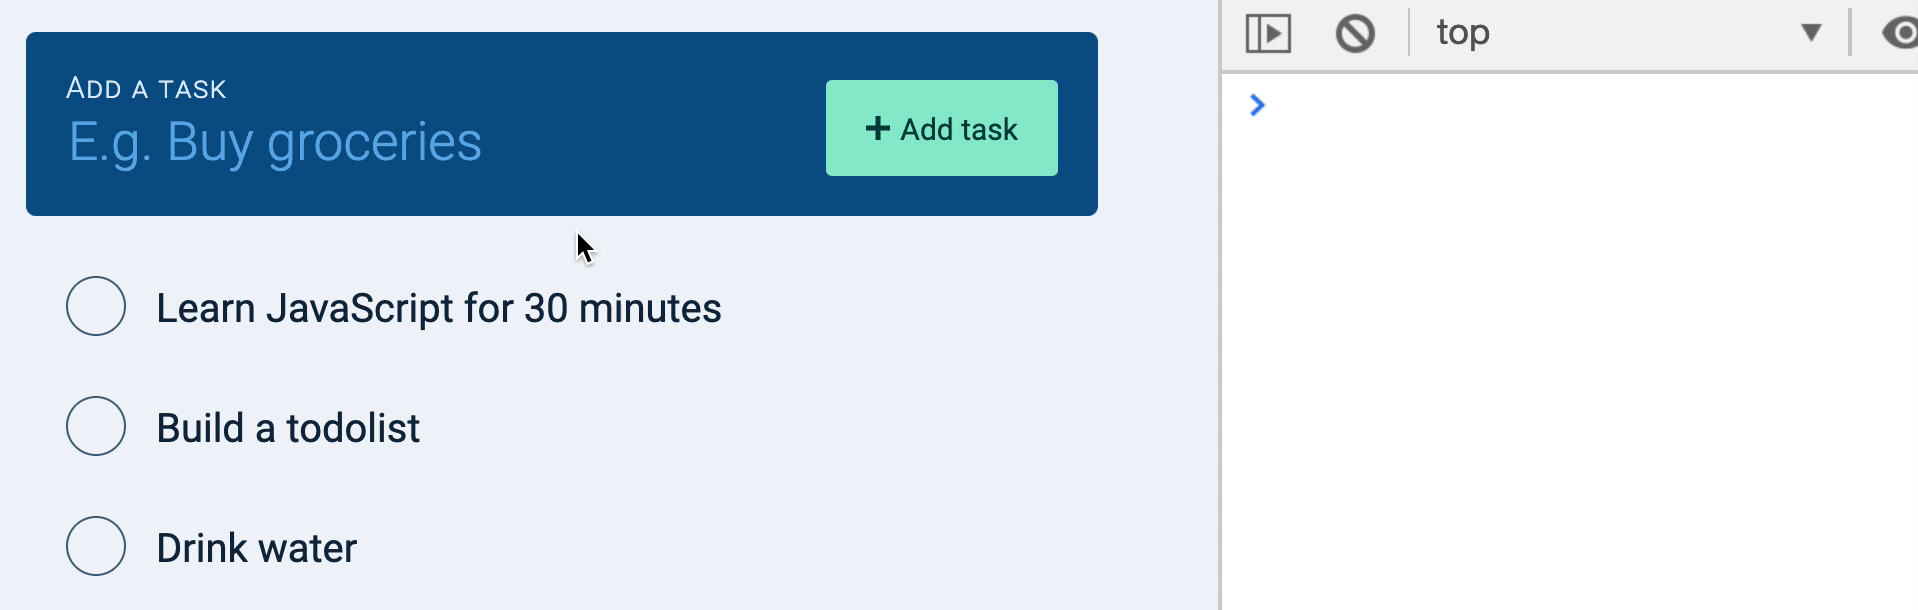 ADD A TASK
E.g. Buy groceries
+ Add task
Learn JavaScript for 30 minutes
Build a todolist
Drink water
top